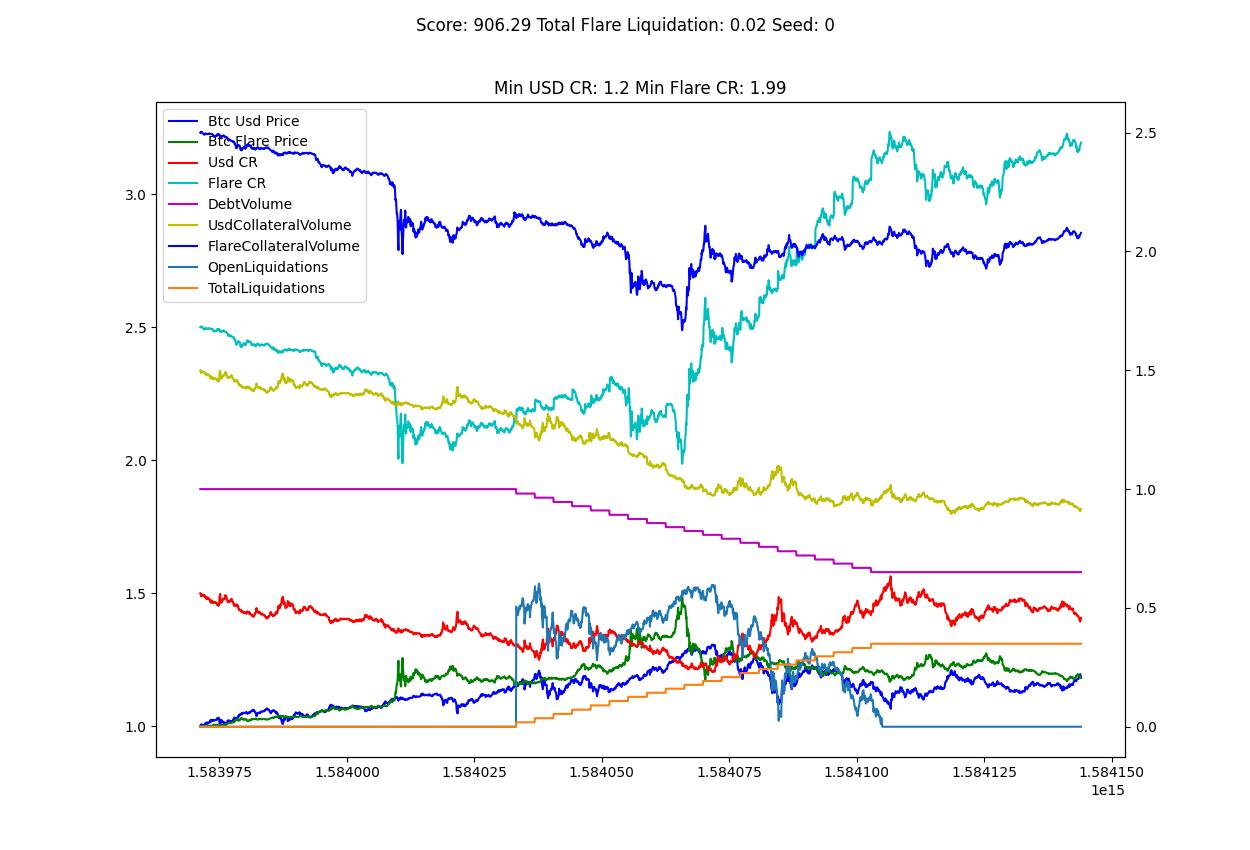 Score: 906.29 Total Flare Liquidation: 0.02 Seed: 0
Min USD CR: 1.2 Min Flare CR: 1.99
Btc Usd Price
Btc Flare Price
Usd CR
Flare CR
DebtVolume
UsdCollateralVolume
FlareCollateralVolume
OpenLiquidations
TotalLiquidations
3.0
2.5
2.0
1.5
1.0
2.5
2.0
1.5
1.0
0.5
0.0
1.583975 1.584000 1.584025 1.584050 1.584075 1.584100 1.584125 1.584150
1e15